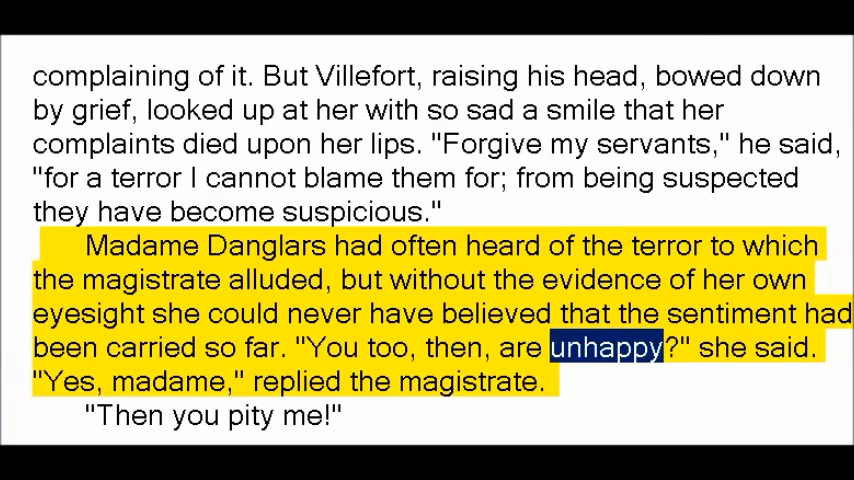 complaining of it. But Villefort, raising his head, bowed down
by grief, looked up at her with so sad a smile that her
complaints died upon her lips. "Forgive my servants," he said,
"for a terror I cannot blame them for; from being suspected
they have become suspicious."
Madame Danglars had often heard of the terror to which
the magistrate alluded, but without the evidence of her own
eyesight she could never have believed that the sentiment had
been carried so far. "You too, then, are unhappy?" she said.
"Yes, madame," replied the magistrate.
"Then you pity me!"